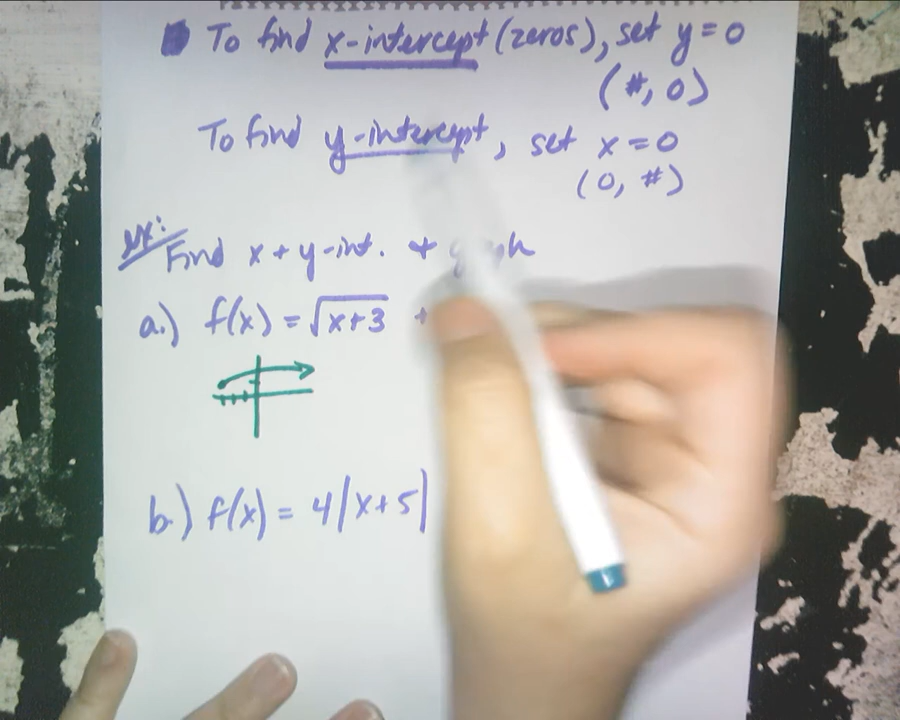 To find x-intercept (zeros), set y=0
(#, 0)
To find y-intercept, set x=0
(0, #)
Ex:
Find x + y-int. +
a.) f(x) = √x+3 +
b.) f(x) = 4|x+5|